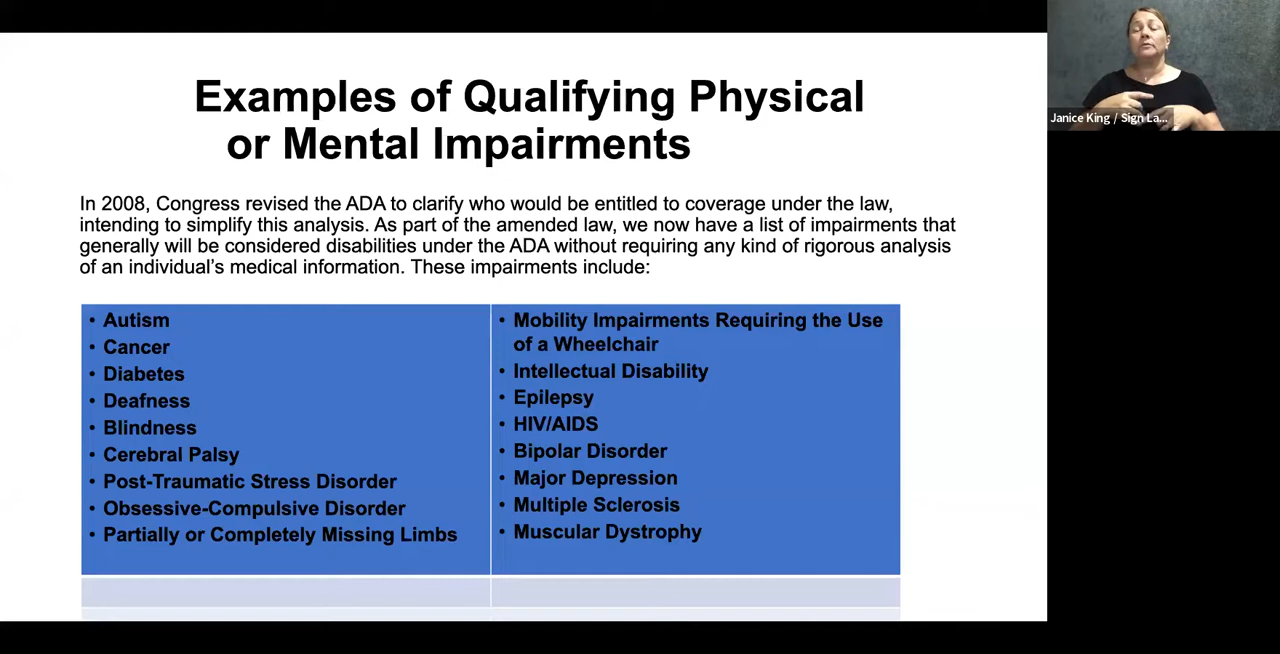 Examples of Qualifying Physical
or Mental Impairments
In 2008, Congress revised the ADA to clarify who would be entitled to coverage under the law,
intending to simplify this analysis. As part of the amended law, we now have a list of impairments that
generally will be considered disabilities under the ADA without requiring any kind of rigorous analysis
of an individual’s medical information. These impairments include:
• Autism
• Cancer
• Diabetes
• Deafness
• Blindness
• Cerebral Palsy
• Post-Traumatic Stress Disorder
• Obsessive-Compulsive Disorder
• Partially or Completely Missing Limbs
• Mobility Impairments Requiring the Use
of a Wheelchair
• Intellectual Disability
• Epilepsy
• HIV/AIDS
• Bipolar Disorder
• Major Depression
• Multiple Sclerosis
• Muscular Dystrophy
Janice King / Sign La...